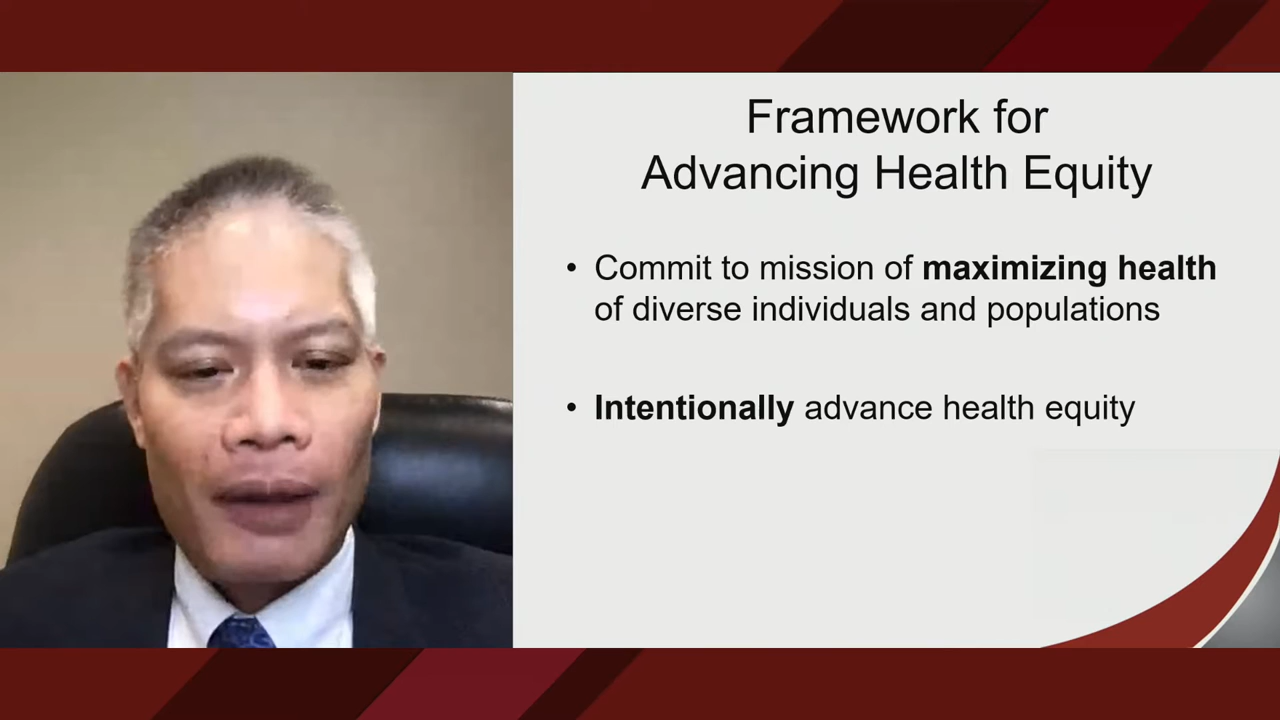 Framework for
Advancing Health Equity
• Commit to mission of maximizing health
of diverse individuals and populations
• Intentionally advance health equity